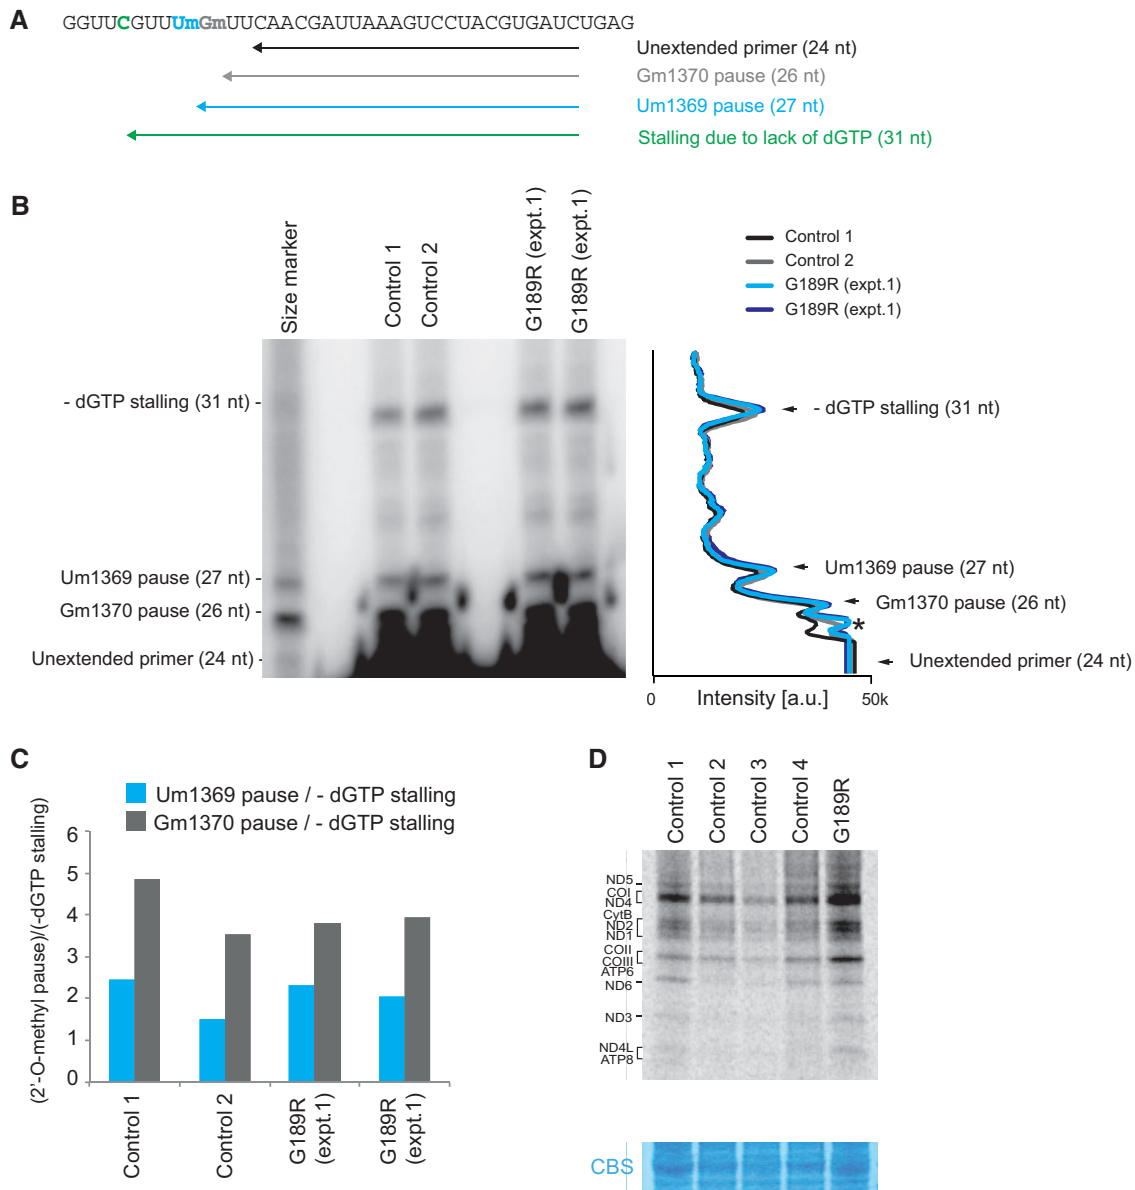 A
GGUUCGUUUmGmUUCAACGAUUAAAGUCCUACGUGAUCUGAG
Unextended primer (24 nt)
Gm1370 pause (26 nt)
Um1369 pause (27 nt)
Stalling due to lack of dGTP (31 nt)
B
Size marker
Control 1
Control 2
G189R (expt.1)
G189R (expt.1)
- dGTP stalling (31 nt) -
Um1369 pause (27 nt) -
Gm1370 pause (26 nt) -
Unextended primer (24 nt) -
Control 1
Control 2
G189R (expt.1)
G189R (expt.1)
- dGTP stalling (31 nt)
Um1369 pause (27 nt)
Gm1370 pause (26 nt)
*
Unextended primer (24 nt)
0
Intensity [a.u.]
50k
C
Um1369 pause / - dGTP stalling
Gm1370 pause / - dGTP stalling
(2'-O-methyl pause)/(-dGTP stalling)
6
5
4
3
2
1
0
Control 1
Control 2
G189R
(expt.1)
G189R
(expt.1)
D
Control 1
Control 2
Control 3
Control 4
G189R
ND5
COI
ND4
CytB
ND2
ND1
COII
COIII
ATP6
ND6
ND3
ND4L
ATP8
CBS